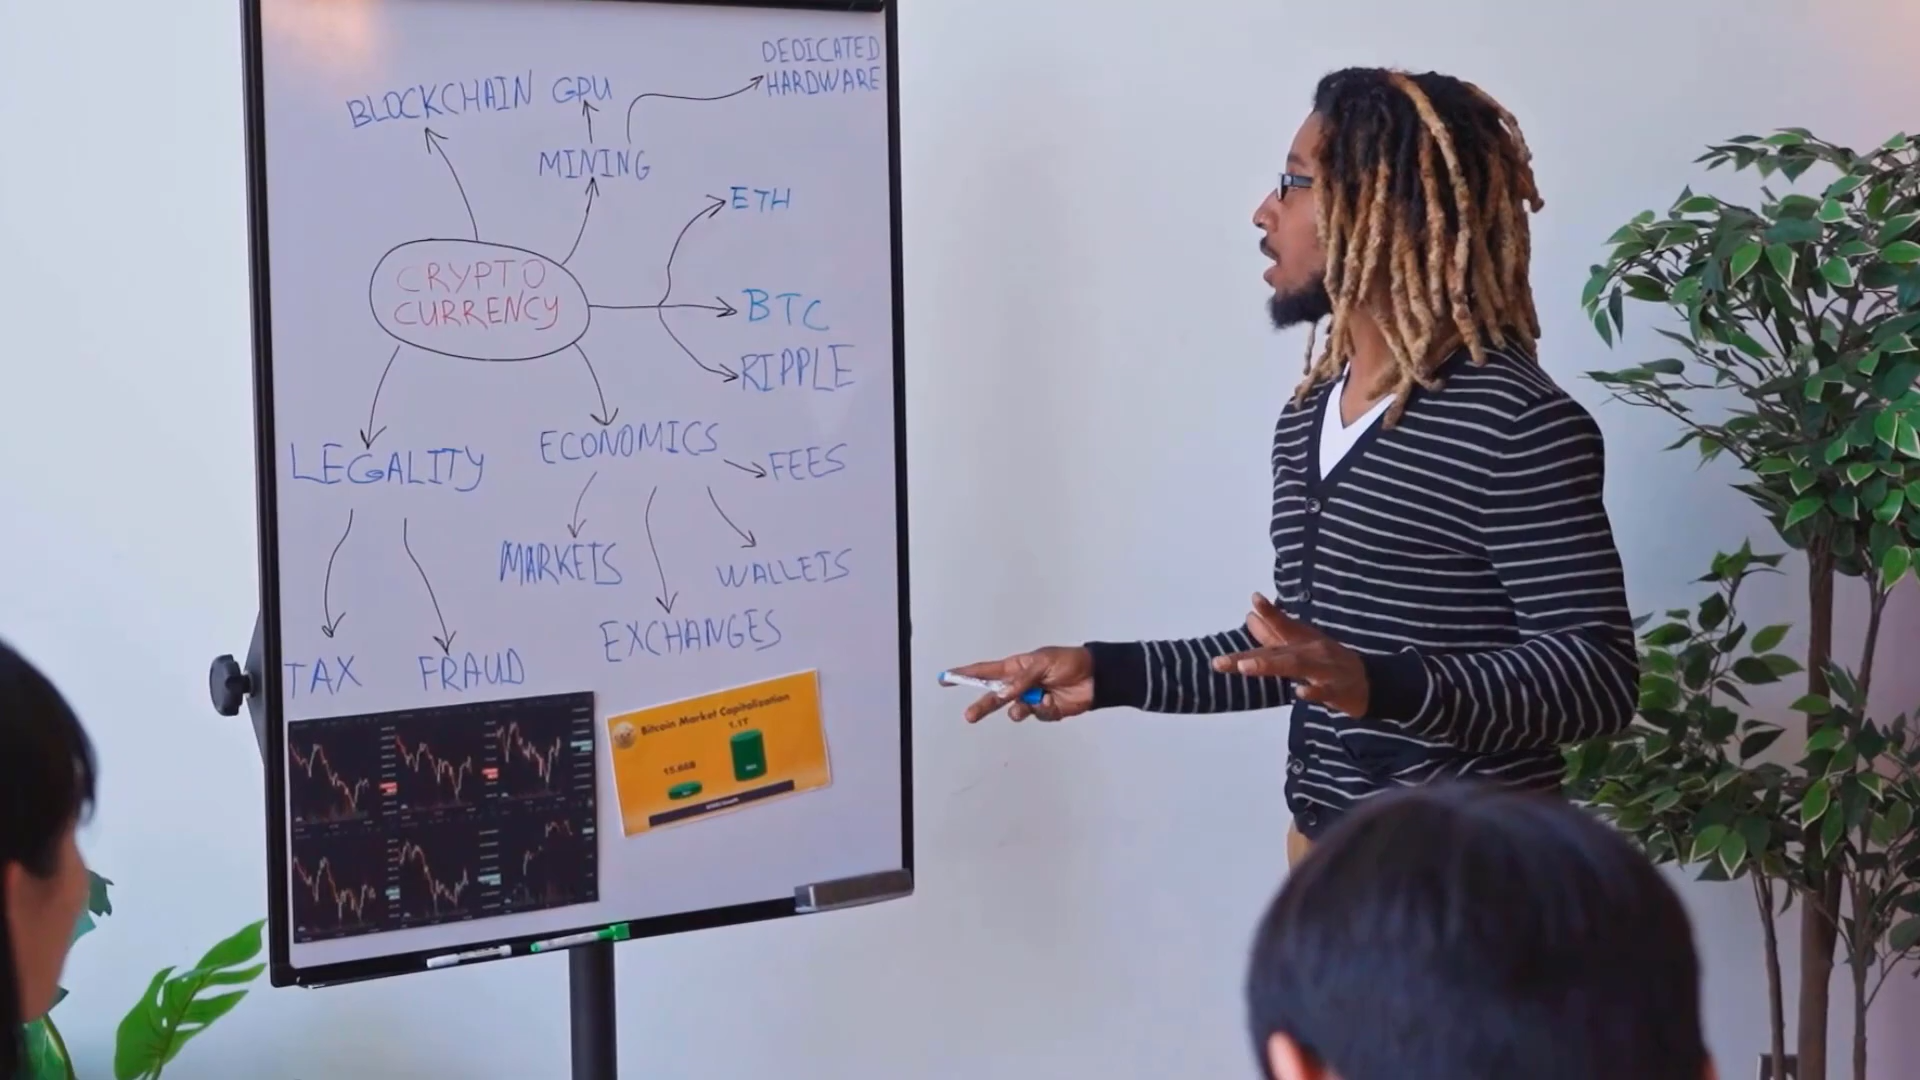 DEDICATED
HARDWARE
BLOCKCHAIN
GPU
MINING
ETH
CRYPTO
CURRENCY
BTC
RIPPLE
LEGALITY
ECONOMICS
FEES
MARKETS
WALLETS
EXCHANGES
TAX
FRAUD
Bitcoin Market Capitalization
1.1T